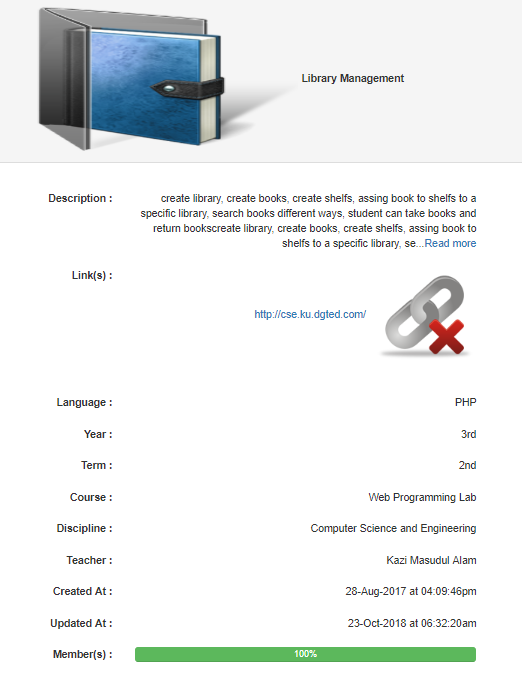 Library Management
Description : create library, create books, create shelfs, assing book to shelfs to a
specific library, search books different ways, student can take books and
return bookscreate library, create books, create shelfs, assing book to
shelfs to a specific library, se...Read more
Link(s) :
http://cse.ku.dgted.com/
Language : PHP
Year : 3rd
Term : 2nd
Course : Web Programming Lab
Discipline : Computer Science and Engineering
Teacher : Kazi Masudul Alam
Created At : 28-Aug-2017 at 04:09:46pm
Updated At : 23-Oct-2018 at 06:32:20am
Member(s) : 100%